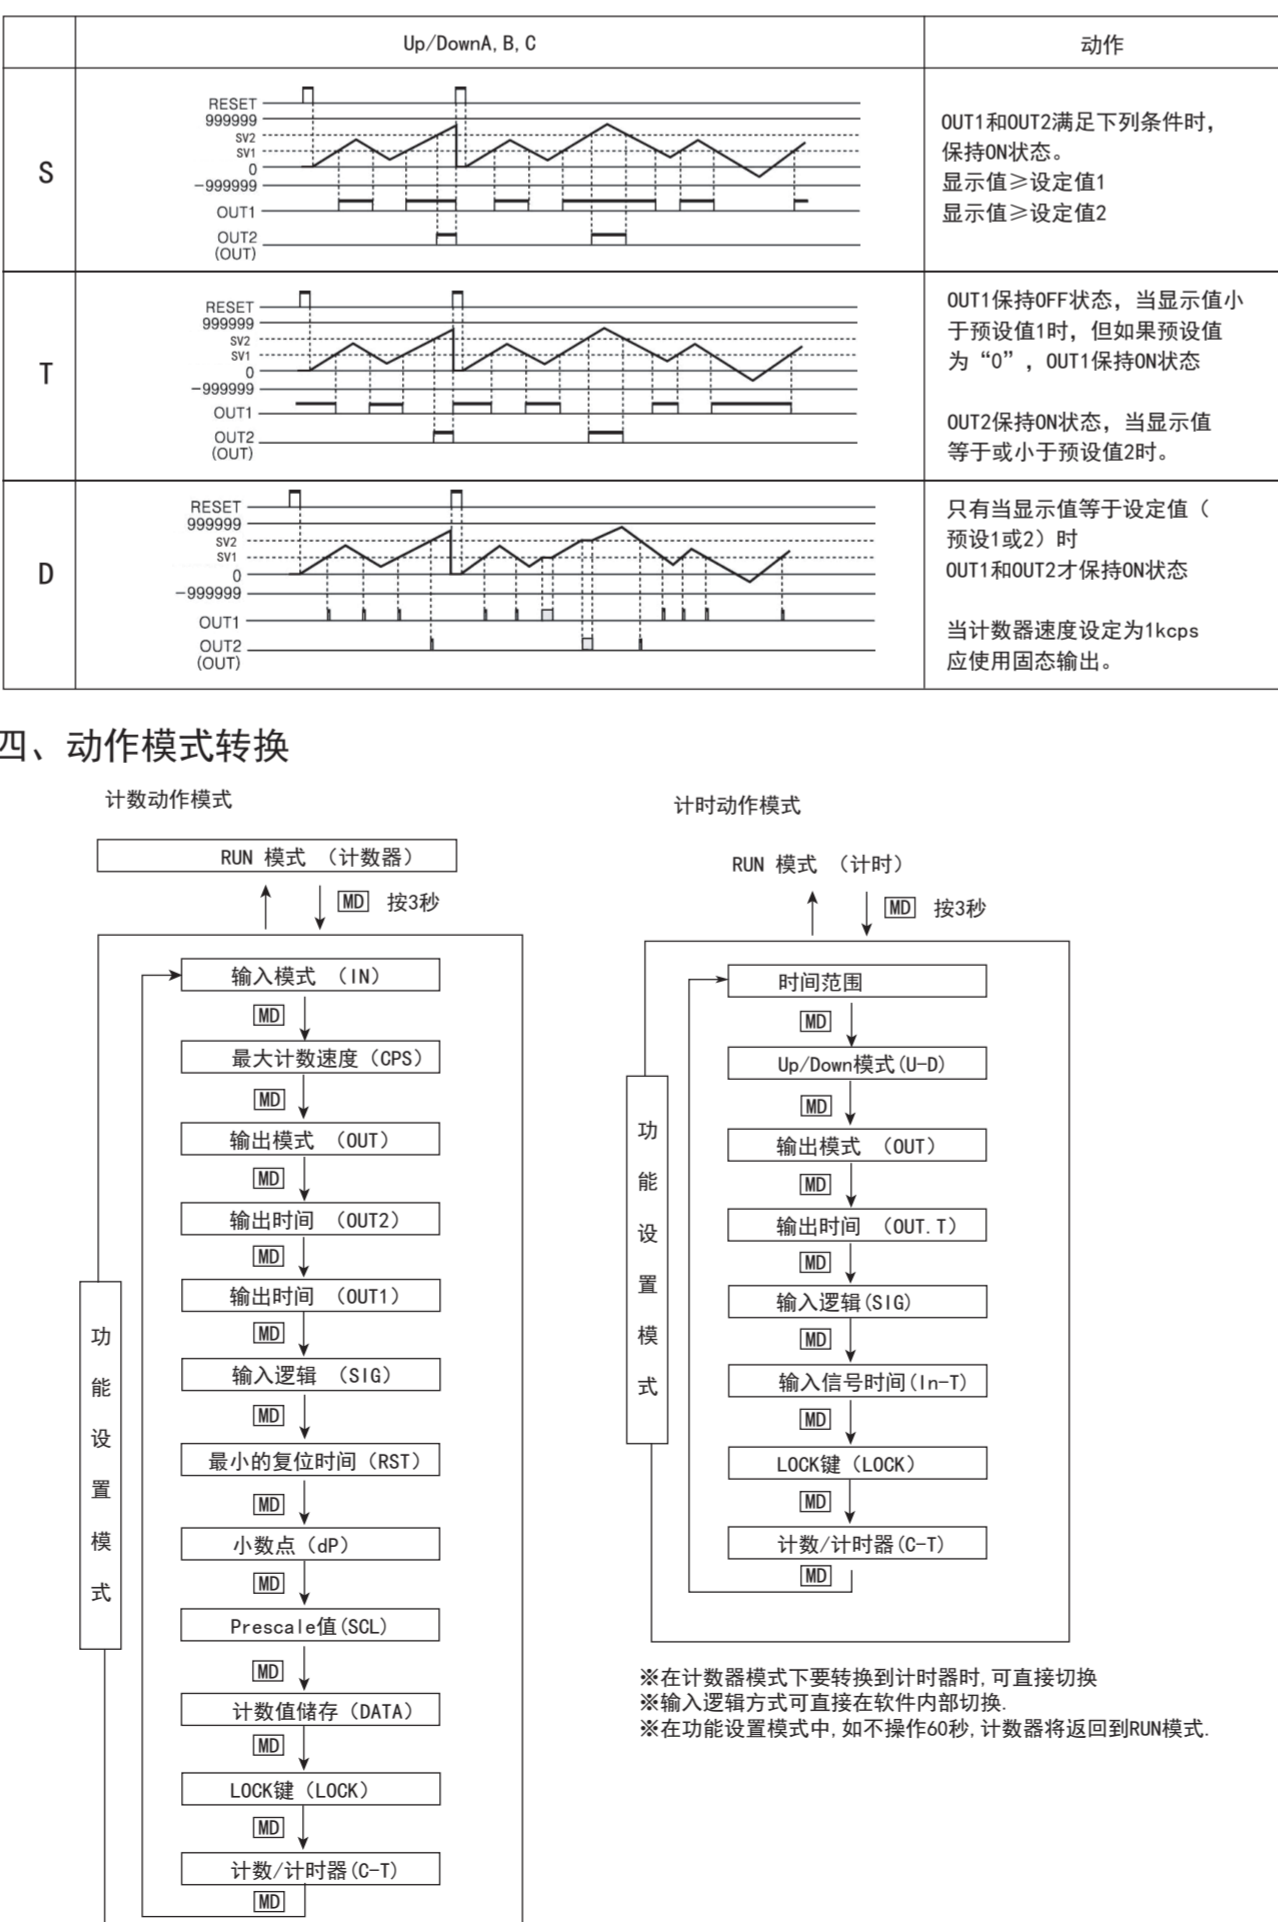 Up/DownA, B, C
动作
S
RESET
999999
SV2
SV1
0
-999999
OUT1
OUT2
(OUT)
OUT1和OUT2满足下列条件时,
保持ON状态。
显示值≥设定值1
显示值≥设定值2
T
RESET
999999
SV2
SV1
0
-999999
OUT1
OUT2
(OUT)
OUT1保持OFF状态, 当显示值小
于预设值1时, 但如果预设值
为“0”, OUT1保持ON状态
OUT2保持ON状态, 当显示值
等于或小于预设值2时。
D
RESET
999999
SV2
SV1
0
-999999
OUT1
OUT2
(OUT)
只有当显示值等于设定值(
预设1或2)时
OUT1和OUT2才保持ON状态
当计数器速度设定为1kcps
应使用固态输出。
四、动作模式转换
计数动作模式
RUN 模式 (计数器)
MD 按3秒
功能设置模式
输入模式 (IN)
MD
最大计数速度(CPS)
MD
输出模式 (OUT)
MD
输出时间 (OUT2)
MD
输出时间 (OUT1)
MD
输入逻辑 (SIG)
MD
最小的复位时间(RST)
MD
小数点(dP)
MD
Prescale值(SCL)
MD
计数值储存(DATA)
MD
LOCK键(LOCK)
MD
计数/计时器(C-T)
MD
计时动作模式
RUN 模式 (计时)
MD 按3秒
功能设置模式
时间范围
MD
Up/Down模式(U-D)
MD
输出模式 (OUT)
MD
输出时间 (OUT.T)
MD
输入逻辑(SIG)
MD
输入信号时间(In-T)
MD
LOCK键(LOCK)
MD
计数/计时器(C-T)
MD
※在计数器模式下要转换到计时器时,可直接切换
※输入逻辑方式可直接在软件内部切换.
※在功能设置模式中,如不操作60秒,计数器将返回到RUN模式.